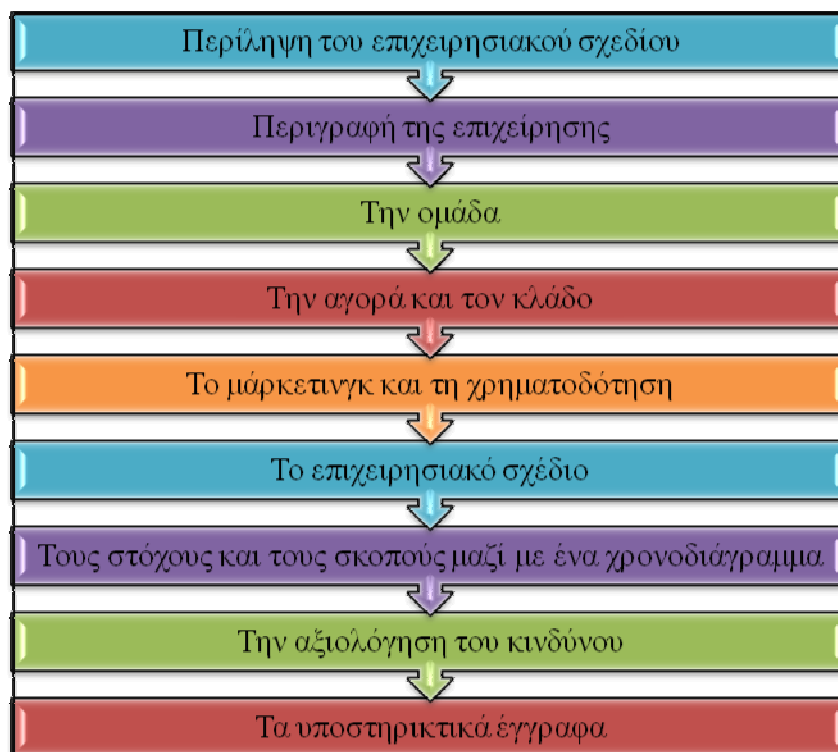 Περίληψη του επιχειρησιακού σχεδίου
Περιγραφή της επιχείρησης
Την ομάδα
Την αγορά και τον κλάδο
Το μάρκετινγκ και τη χρηματοδότηση
Το επιχειρησιακό σχέδιο
Τους στόχους και τους σκοπούς μαζί με ένα χρονοδιάγραμμα
Την αξιολόγηση του κινδύνου
Τα υποστηρικτικά έγγραφα